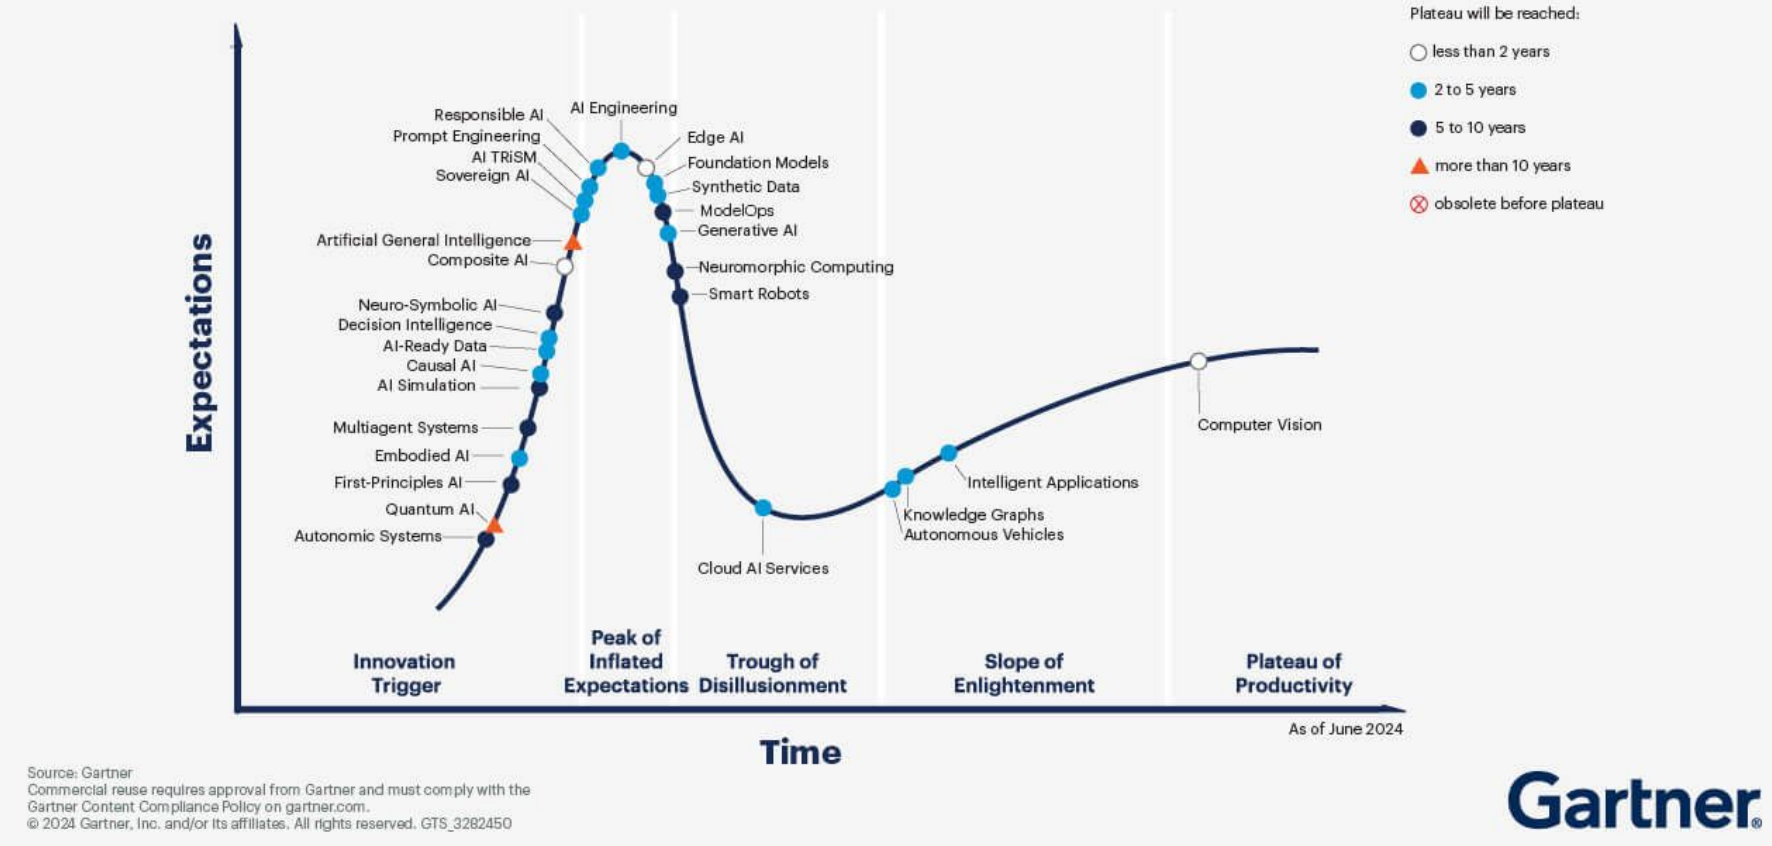 Plateau will be reached:
less than 2 years
2 to 5 years
5 to 10 years
more than 10 years
obsolete before plateau
Expectations
Responsible AI
AI Engineering
Prompt Engineering
Edge AI
AI TRiSM
Foundation Models
Sovereign AI
Synthetic Data
ModelOps
Generative AI
Artificial General Intelligence
Composite AI
Neuromorphic Computing
Smart Robots
Neuro-Symbolic AI
Decision Intelligence
AI-Ready Data
Causal AI
AI Simulation
Multiagent Systems
Embodied AI
First-Principles AI
Quantum AI
Autonomic Systems
Computer Vision
Intelligent Applications
Knowledge Graphs
Autonomous Vehicles
Cloud AI Services
Innovation
Trigger
Peak of
Inflated
Expectations
Trough of
Disillusionment
Slope of
Enlightenment
Plateau of
Productivity
As of June 2024
Time
Source: Gartner
Commercial reuse requires approval from Gartner and must comply with the
Gartner Content Compliance Policy on gartner.com.
© 2024 Gartner, Inc. and/or its affiliates. All rights reserved. GTS_3282450
Gartner®